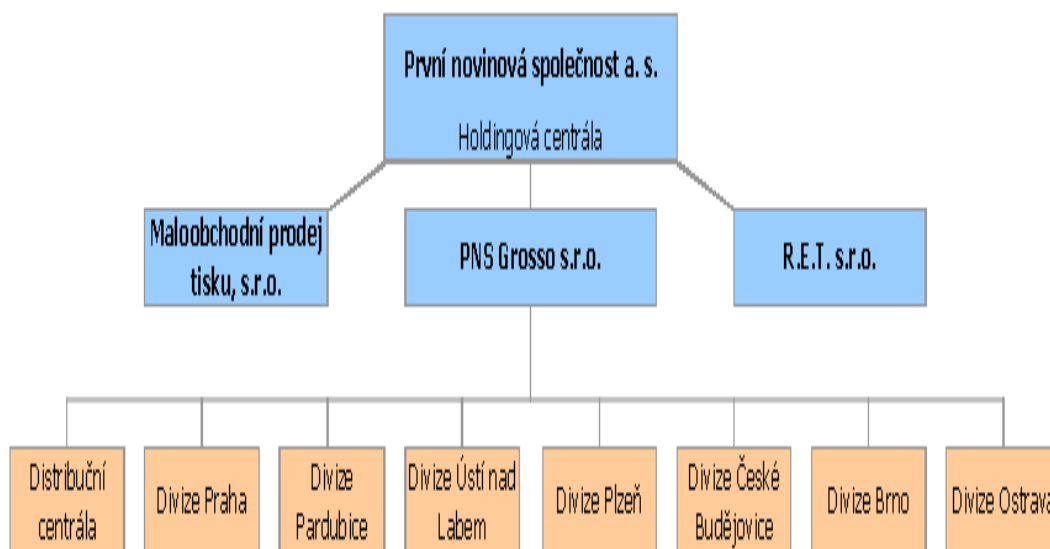 První novinová společnost a. s.
Holdingová centrála
Maloobchodní prodej
tisku, s.r.o.
PNS Grosso s.r.o.
R.E.T. s.r.o.
Distribuční
centrála
Divize Praha
Divize
Pardubice
Divize Ústí nad
Labem
Divize Plzeň
Divize České
Budějovice
Divize Brno
Divize Ostrava